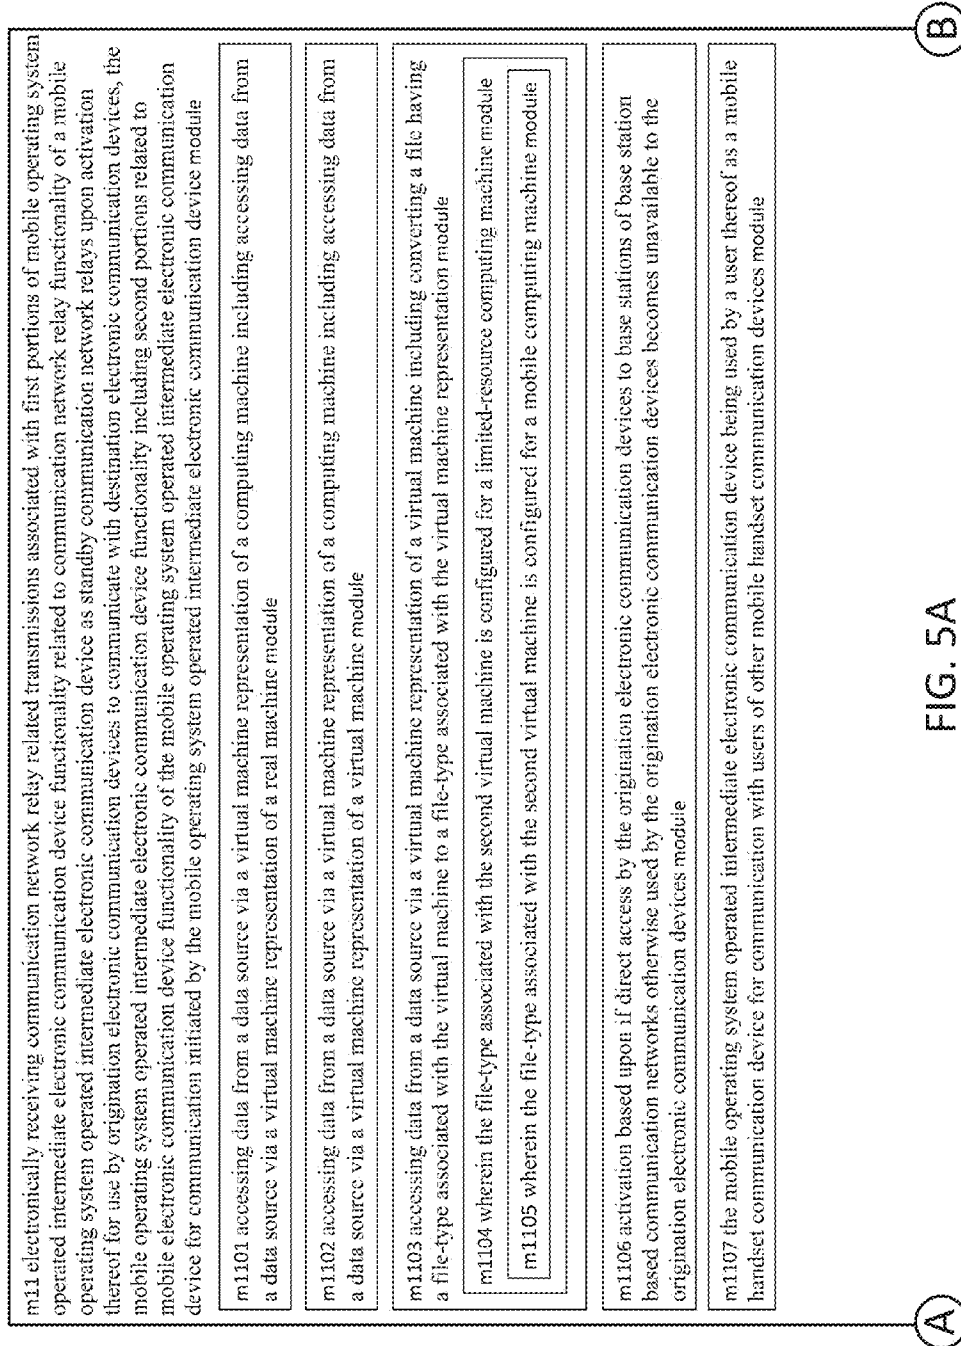 m11 electronically receiving communication network relay related transmissions associated with first portions of mobile operating system
operated intermediate electronic communication device functionality related to communication network relay functionality of a mobile
operating system operated intermediate electronic communication device as standby communication network relays upon activation
thereof for use by origination electronic communication devices to communicate with destination electronic communication devices, the
mobile operating system operated intermediate electronic communication device functionality including second portions related to
mobile electronic communication device functionality of the mobile operating system operated intermediate electronic communication
device for communication initiated by the mobile operating system operated intermediate electronic communication device module
m1101 accessing data from a data source via a virtual machine representation of a computing machine including accessing data from
a data source via a virtual machine representation of a real machine module
m1102 accessing data from a data source via a virtual machine representation of a computing machine including accessing data from
a data source via a virtual machine representation of a virtual machine module
m1103 accessing data from a data source via a virtual machine representation of a virtual machine including converting a file having
a file-type associated with the virtual machine to a file-type associated with the virtual machine representation module
m1104 wherein the file-type associated with the second virtual machine is configured for a limited-resource computing machine module
m1105 wherein the file-type associated with the second virtual machine is configured for a mobile computing machine module
m1106 activation based upon if direct access by the origination electronic communication devices to base stations of base station
based communication networks otherwise used by the origination electronic communication devices becomes unavailable to the
origination electronic communication devices module
m1107 the mobile operating system operated intermediate electronic communication device being used by a user thereof as a mobile
handset communication device for communication with users of other mobile handset communication devices module
A
B
FIG. 5A